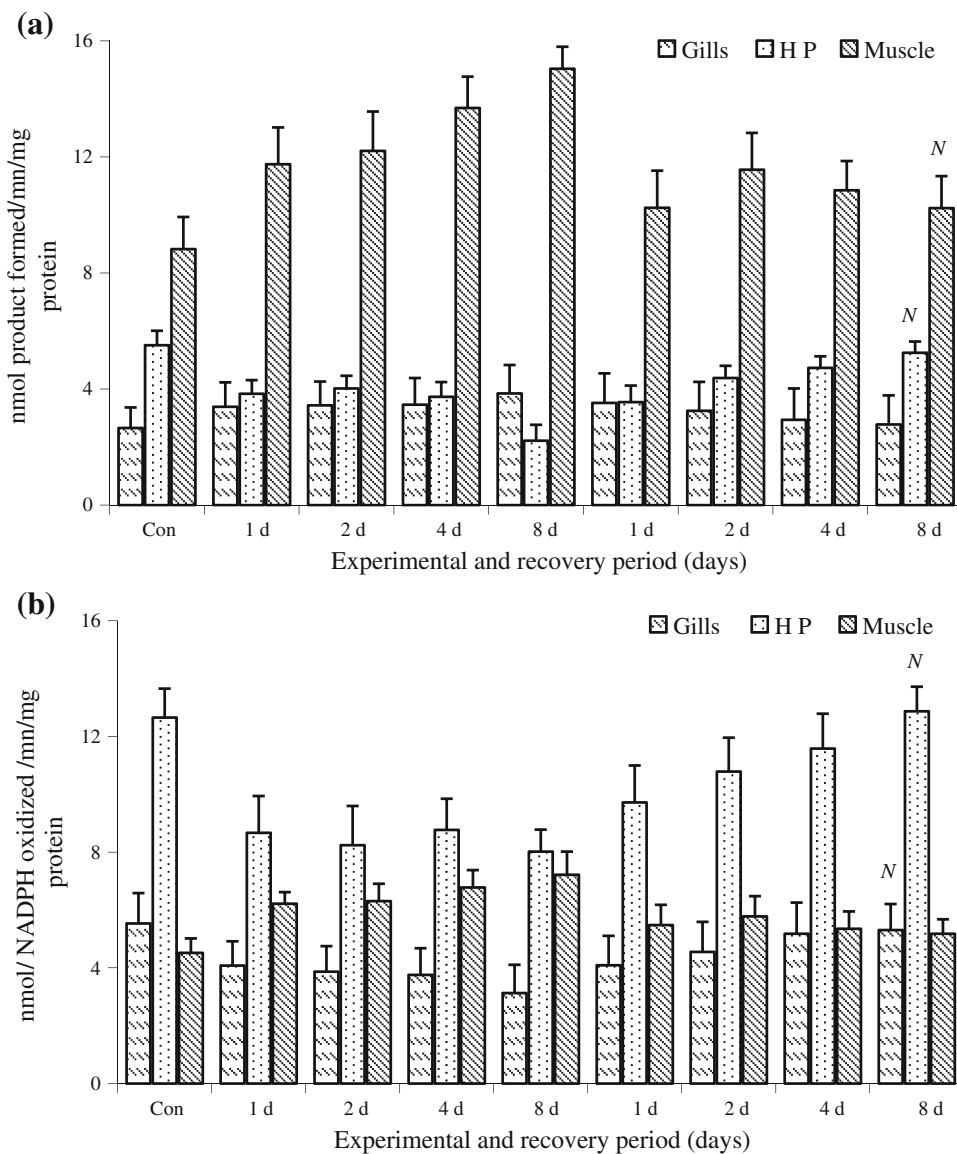 (a)
16
12
8
4
0
nmol product formed/mn/mg
protein
Gills H P Muscle
N
N
Con 1 d 2 d 4 d 8 d 1 d 2 d 4 d 8 d
Experimental and recovery period (days)
(b)
16
12
8
4
0
nmol/ NADPH oxidized /mn/mg
protein
Gills H P Muscle
N
N
Con 1 d 2 d 4 d 8 d 1 d 2 d 4 d 8 d
Experimental and recovery period (days)